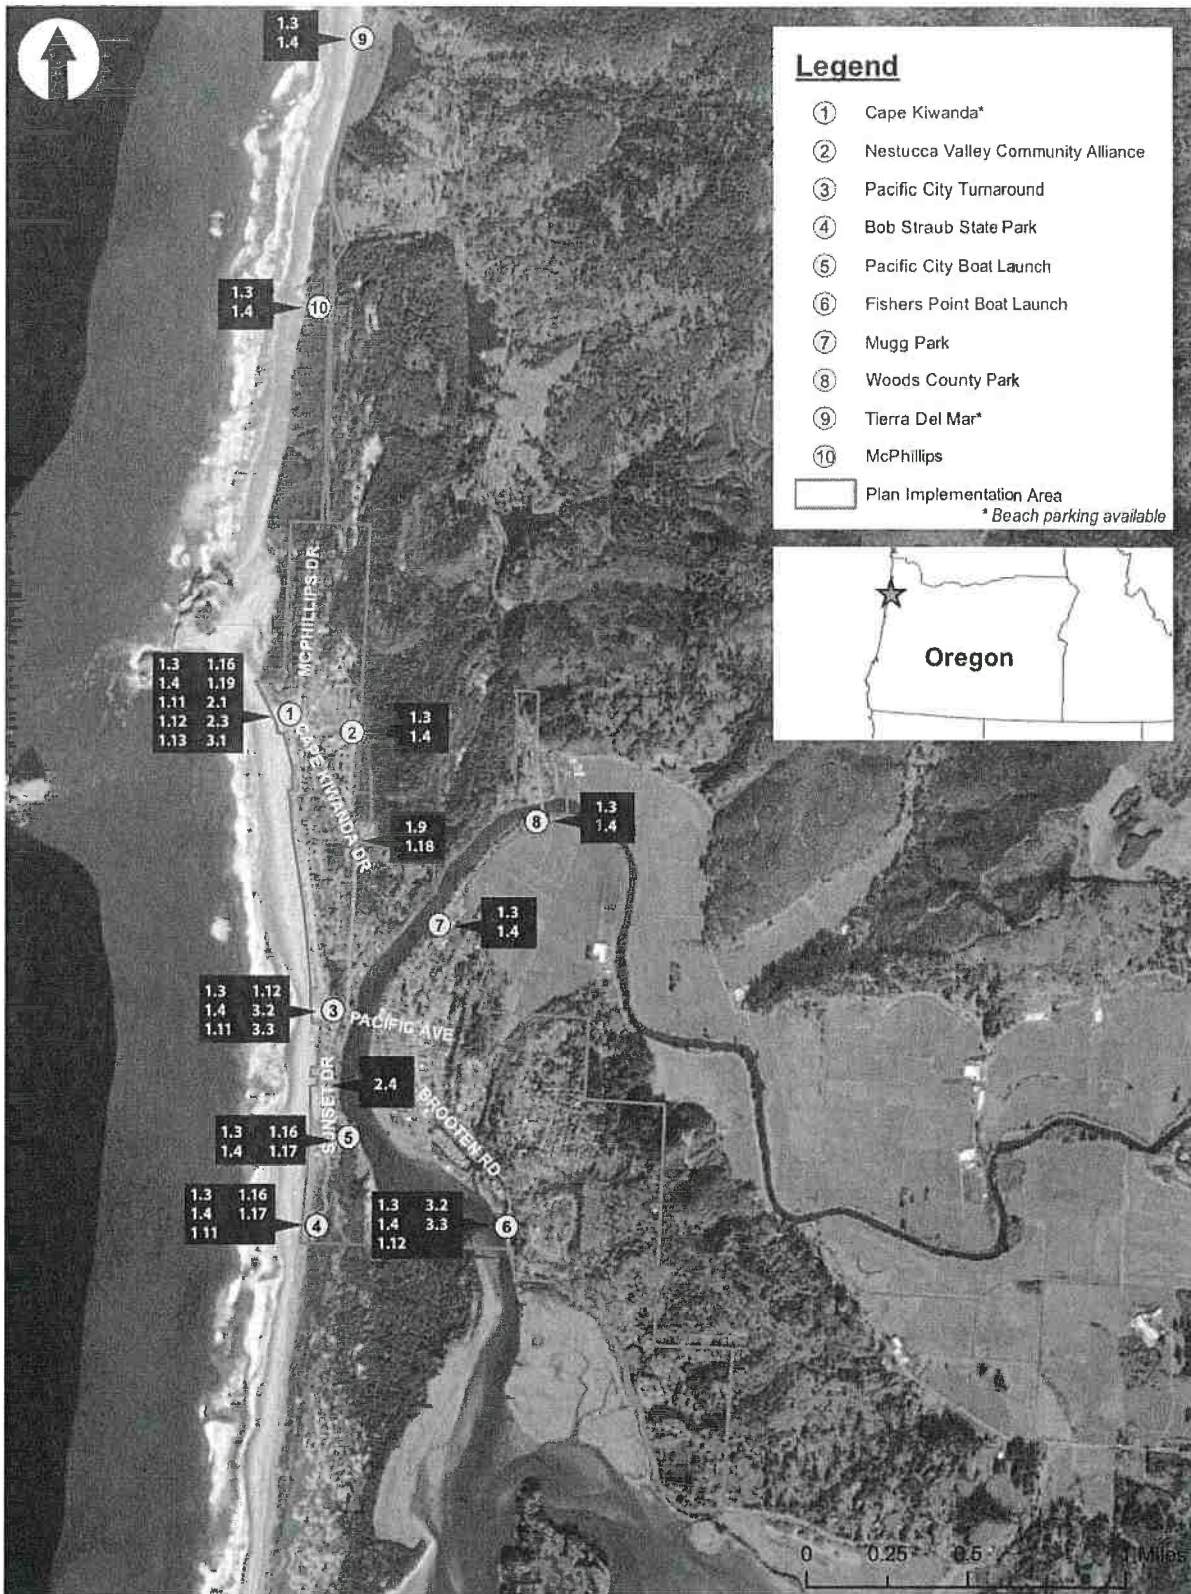 1.3
1.4
9
Legend
1 Cape Kiwanda*
2 Nestucca Valley Community Alliance
3 Pacific City Turnaround
4 Bob Straub State Park
5 Pacific City Boat Launch
6 Fishers Point Boat Launch
7 Mugg Park
8 Woods County Park
9 Tierra Del Mar*
10 McPhillips
Plan Implementation Area
* Beach parking available
Oregon
1.3
1.4
10
MCPHILLIPS DR
1.3 1.16
1.4 1.19
1.11 2.1
1.12 2.3
1.13 3.1
1
2
1.3
1.4
CAPE KIWANDA DR
1.9
1.18
8
1.3
1.4
7
1.3
1.4
1.3 1.12
1.4 3.2
1.11 3.3
3
PACIFIC AVE
SUNSET DR
2.4
BROOTEN RD
1.3 1.16
1.4 1.17
5
1.3 1.16
1.4 1.17
1.11
4
1.3 3.2
1.4 3.3
1.12
6
0 0.25 0.5 1 Miles